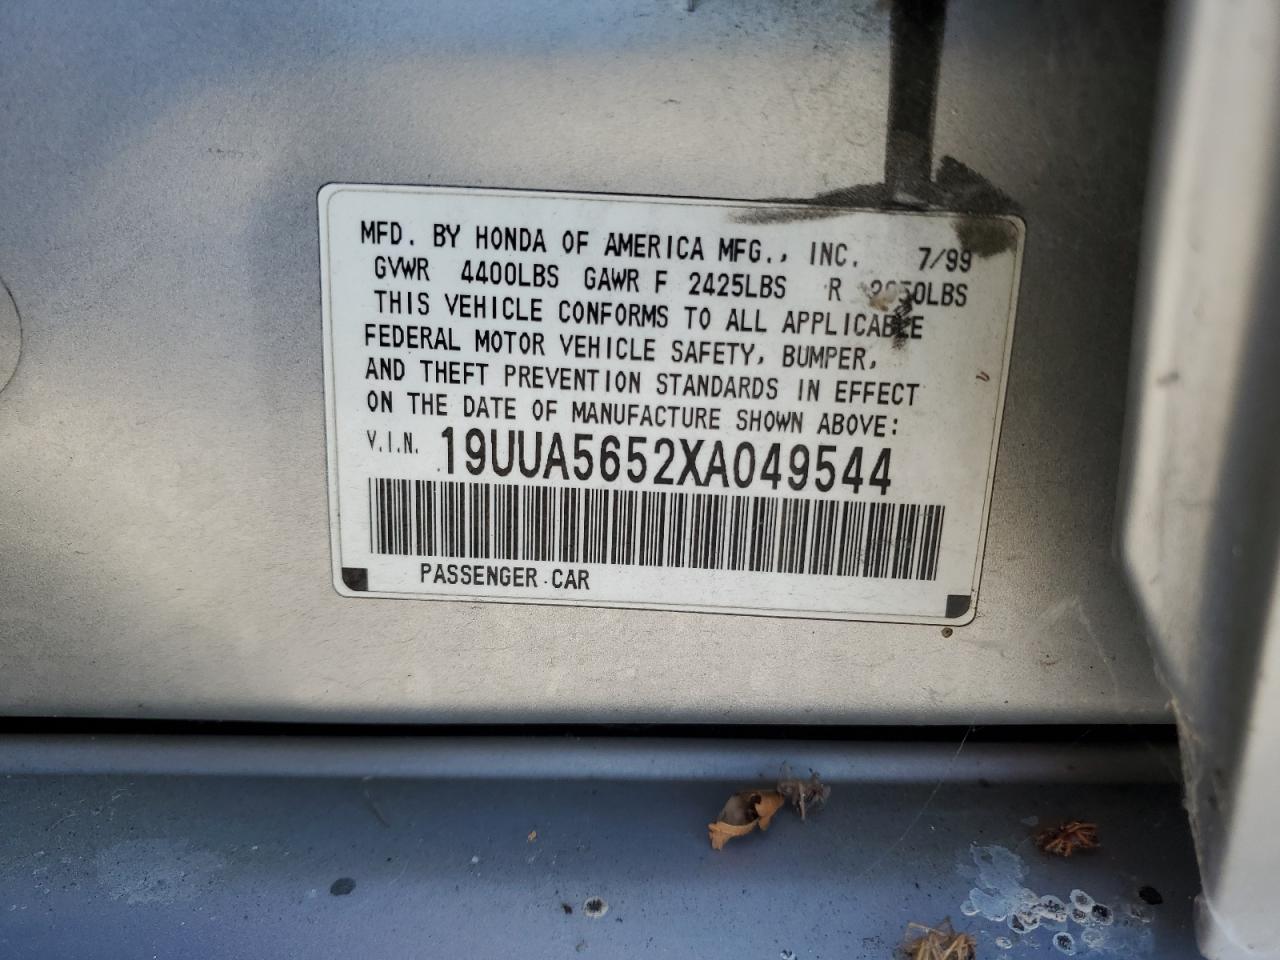 MFD. BY HONDA OF AMERICA MFG., INC. 7/99
GVWR 4400LBS GAWR F 2425LBS R
THIS VEHICLE CONFORMS TO ALL APPLICABLE
FEDERAL MOTOR VEHICLE SAFETY, BUMPER,
AND THEFT PREVENTION STANDARDS IN EFFECT
ON THE DATE OF MANUFACTURE SHOWN ABOVE:
V.I.N. 19UUA5652XA049544
PASSENGER CAR